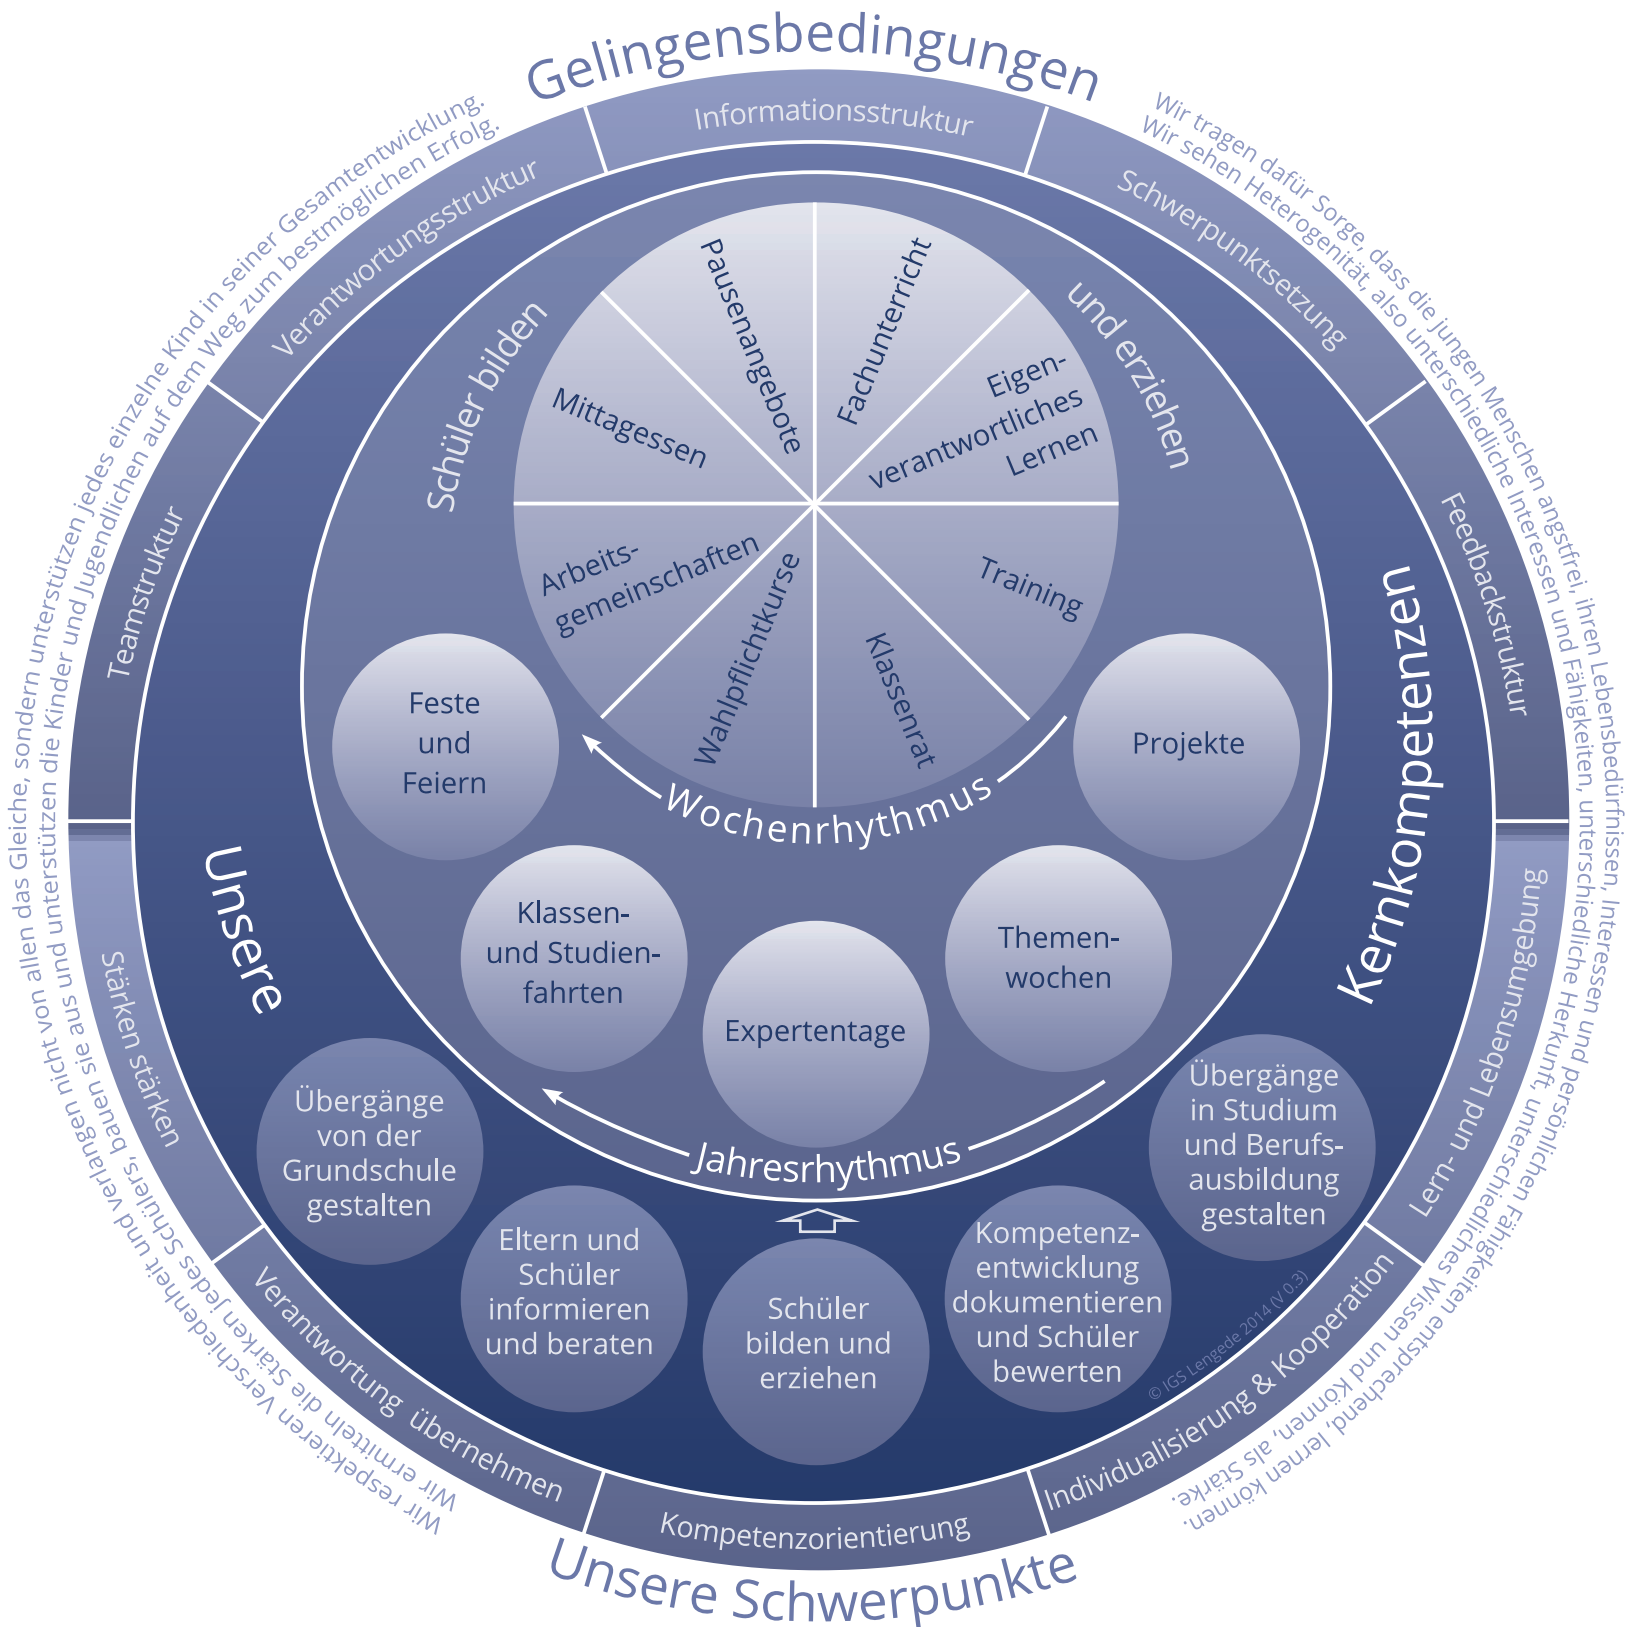 Gelingensbedingungen
Wir respektieren Verschiedenheit und verlangen nicht von allen das Gleiche, sondern unterstützen jedes einzelne Kind in seiner Gesamtentwicklung.
Wir ermitteln die Stärken jedes Schülers, bauen sie aus und unterstützen die Kinder und Jugendlichen auf dem Weg zum bestmöglichen Erfolg.
Wir tragen dafür Sorge, dass die jungen Menschen angstfrei, ihren Lebensbedürfnissen, Interessen und persönlichen Fähigkeiten entsprechend, lernen können.
Wir sehen Heterogenität, also unterschiedliche Interessen und Fähigkeiten, unterschiedliche Herkunft, unterschiedliches Wissen und Können, als Stärke.
Teamstruktur
Verantwortungsstruktur
Informationsstruktur
Schwerpunktsetzung
Feedbackstruktur
Schüler bilden
und erziehen
Pausenangebote
Fachunterricht
Eigen-
verantwortliches
Lernen
Training
Klassenrat
Wahlpflichtkurse
Arbeits-
gemeinschaften
Mittagessen
Wochenrhythmus
Feste
und
Feiern
Klassen-
und Studien-
fahrten
Expertentage
Themen-
wochen
Projekte
Jahresrhythmus
Unsere
Kernkompetenzen
Übergänge
von der
Grundschule
gestalten
Eltern und
Schüler
informieren
und beraten
Schüler
bilden und
erziehen
Kompetenz-
entwicklung
dokumentieren
und Schüler
bewerten
Übergänge
in Studium
und Berufs-
ausbildung
gestalten
© IGS Lengede 2014 (V 0.3)
Stärken stärken
Verantwortung übernehmen
Kompetenzorientierung
Individualisierung & Kooperation
Lern- und Lebensumgebung
Unsere Schwerpunkte